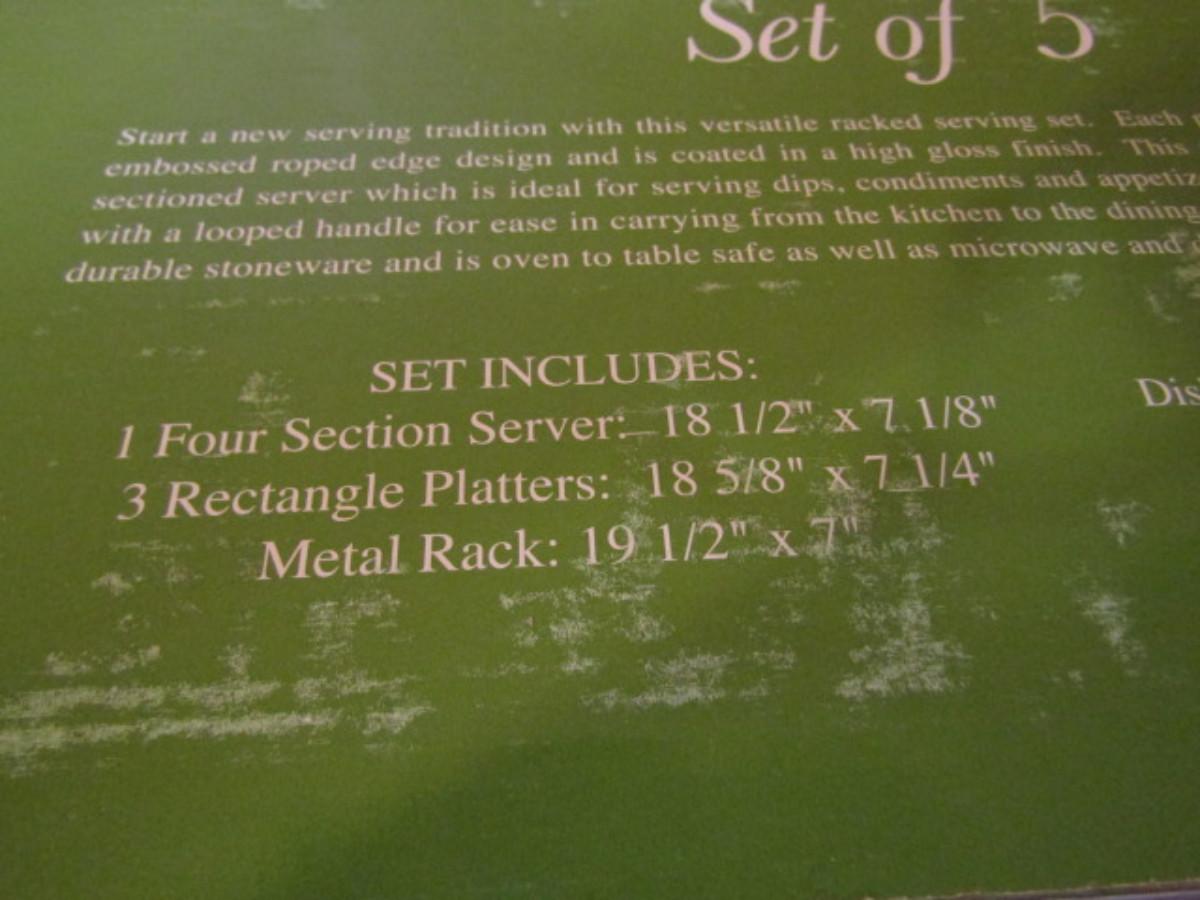 Set of 5
Start a new serving tradition with this versatile racked serving set. Each
embossed roped edge design and is coated in a high gloss finish. This
sectioned server which is ideal for serving dips, condiments and appetiz
with a looped handle for ease in carrying from the kitchen to the dining
durable stoneware and is oven to table safe as well as microwave and
SET INCLUDES:
1 Four Section Server: 18 1/2" x 7 1/8"
3 Rectangle Platters: 18 5/8" x 7 1/4"
Metal Rack: 19 1/2" x 7"
Dis